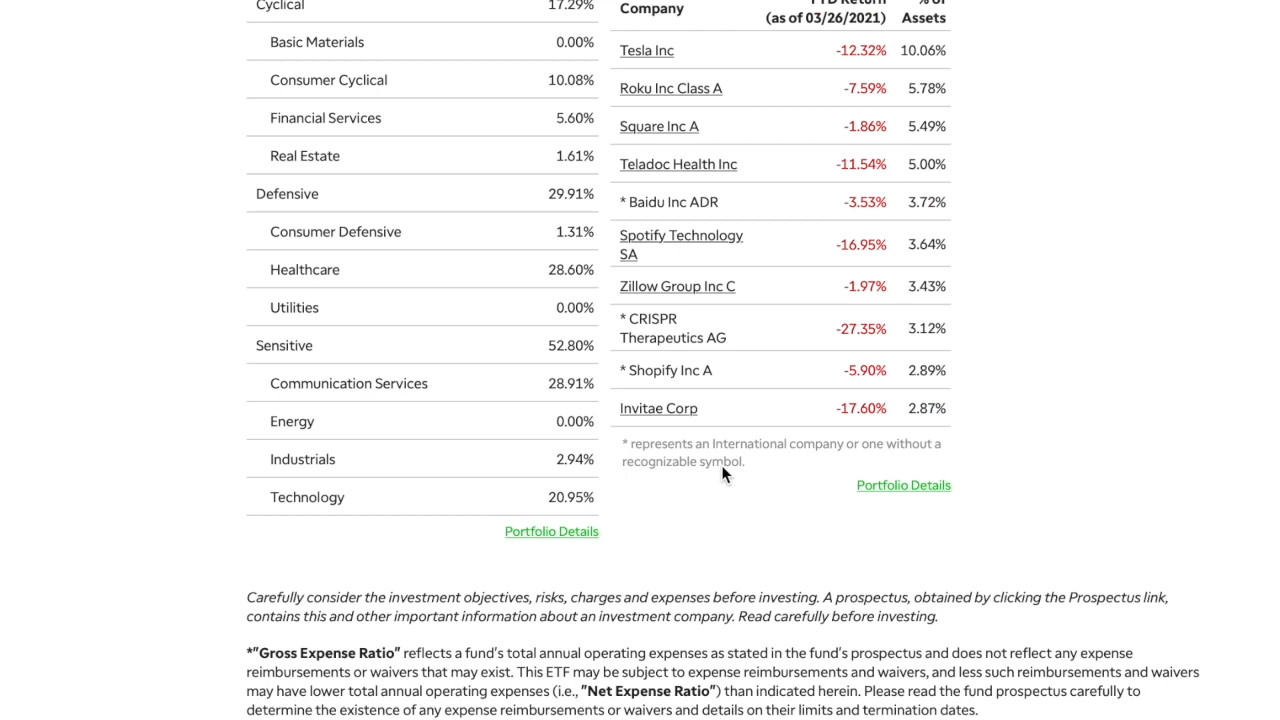 Cyclical 17.29%
Basic Materials 0.00%
Consumer Cyclical 10.08%
Financial Services 5.60%
Real Estate 1.61%
Defensive 29.91%
Consumer Defensive 1.31%
Healthcare 28.60%
Utilities 0.00%
Sensitive 52.80%
Communication Services 28.91%
Energy 0.00%
Industrials 2.94%
Technology 20.95%
Portfolio Details
YTD Return % of
Company (as of 03/26/2021) Assets
Tesla Inc -12.32% 10.06%
Roku Inc Class A -7.59% 5.78%
Square Inc A -1.86% 5.49%
Teladoc Health Inc -11.54% 5.00%
* Baidu Inc ADR -3.53% 3.72%
Spotify Technology
SA -16.95% 3.64%
Zillow Group Inc C -1.97% 3.43%
* CRISPR
Therapeutics AG -27.35% 3.12%
* Shopify Inc A -5.90% 2.89%
Invitae Corp -17.60% 2.87%
* represents an International company or one without a
recognizable symbol.
Portfolio Details
Carefully consider the investment objectives, risks, charges and expenses before investing. A prospectus, obtained by clicking the Prospectus link,
contains this and other important information about an investment company. Read carefully before investing.
*"Gross Expense Ratio" reflects a fund's total annual operating expenses as stated in the fund's prospectus and does not reflect any expense
reimbursements or waivers that may exist. This ETF may be subject to expense reimbursements and waivers, and less such reimbursements and waivers
may have lower total annual operating expenses (i.e., "Net Expense Ratio") than indicated herein. Please read the fund prospectus carefully to
determine the existence of any expense reimbursements or waivers and details on their limits and termination dates.